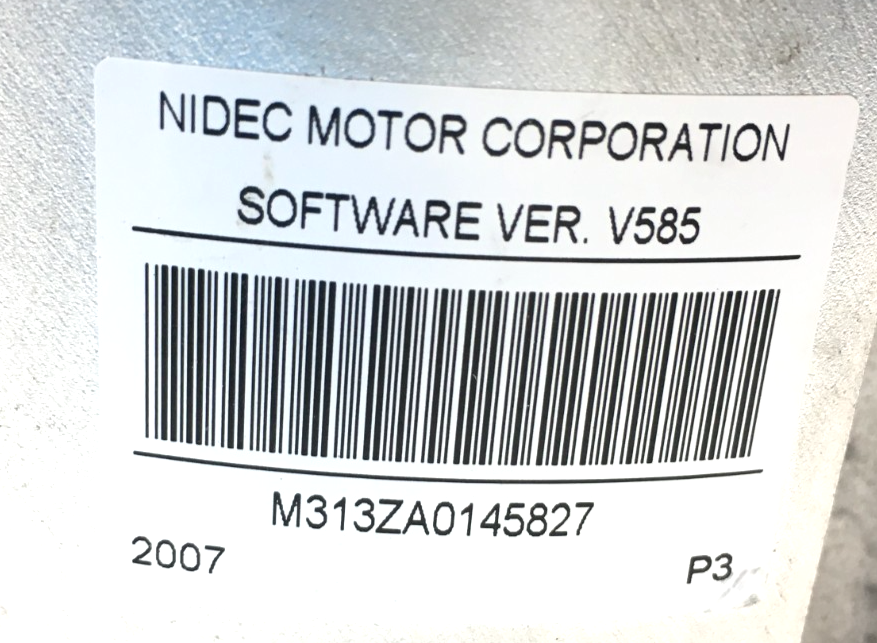 NIDEC MOTOR CORPORATION
SOFTWARE VER. V585
M313ZA0145827
2007
P3